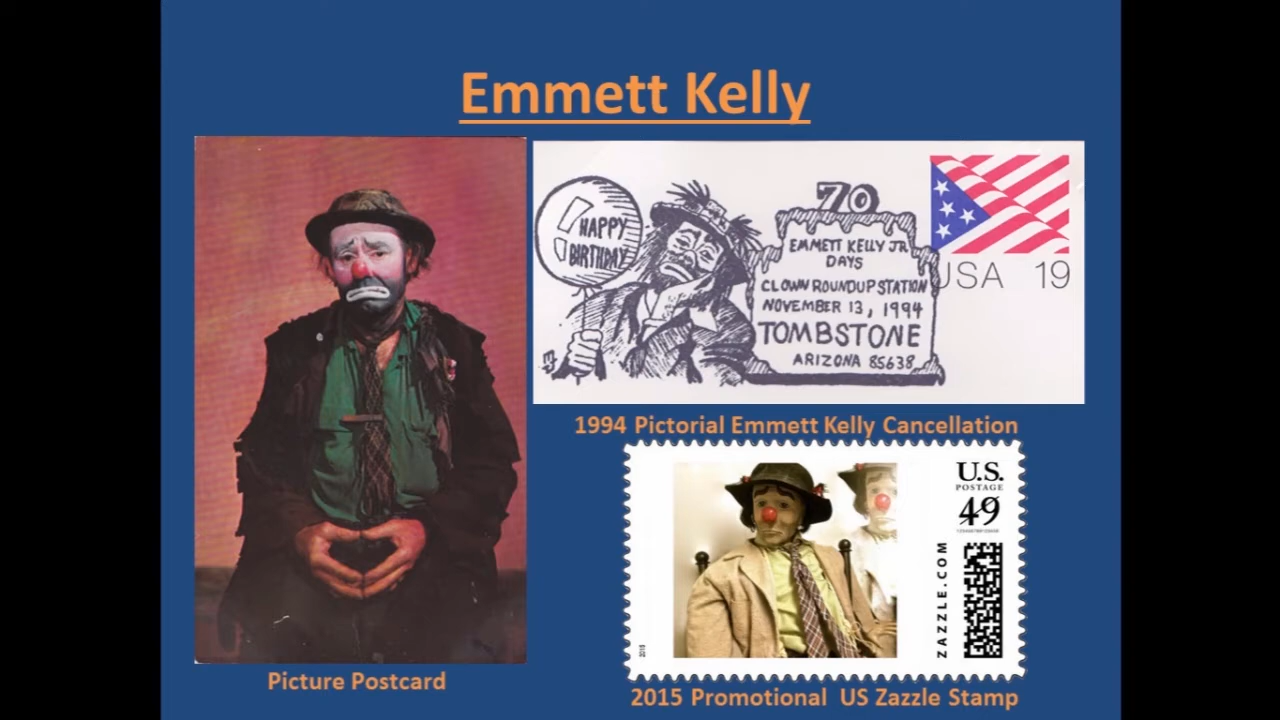 Emmett Kelly
HAPPY
BIRTHDAY
70
EMMETT KELLY JR.
DAYS
CLOWN ROUNDUP STATION
NOVEMBER 13, 1994
TOMBSTONE
ARIZONA 85638
USA 19
1994 Pictorial Emmett Kelly Cancellation
U.S.
POSTAGE
49
ZAZZLE.COM
2015
Picture Postcard
2015 Promotional US Zazzle Stamp